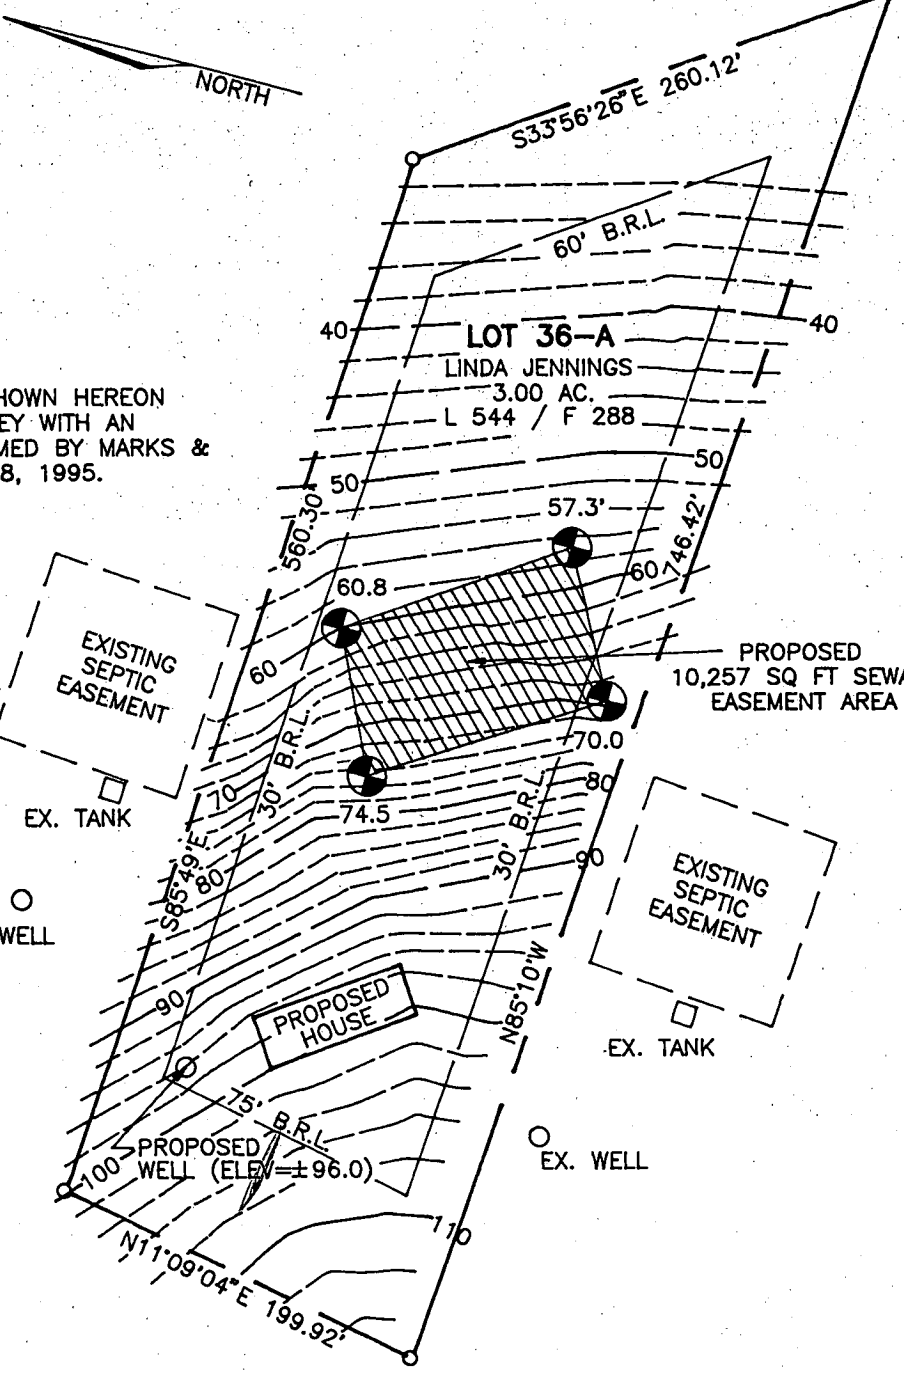 NORTH
S33°56'26"E 260.12'
60' B.R.L.
40
LOT 36-A
40
LINDA JENNINGS
3.00 AC.
L 544 / F 288
HOWN HEREON
EY WITH AN
MED BY MARKS &
8, 1995.
50
50
560.30'
57.3'
746.42'
60
60.8
EXISTING
SEPTIC
EASEMENT
60
PROPOSED
10,257 SQ FT SEWA
EASEMENT AREA
70.0
30' B.R.L.
70
80
EX. TANK
74.5
30' B.R.L.
90
S85°49'E
80
EXISTING
SEPTIC
EASEMENT
WELL
90
PROPOSED
HOUSE
N85°10'W
EX. TANK
75' B.R.L.
PROPOSED
WELL (ELEV=±96.0)
EX. WELL
100
110
N11°09'04"E 199.92'